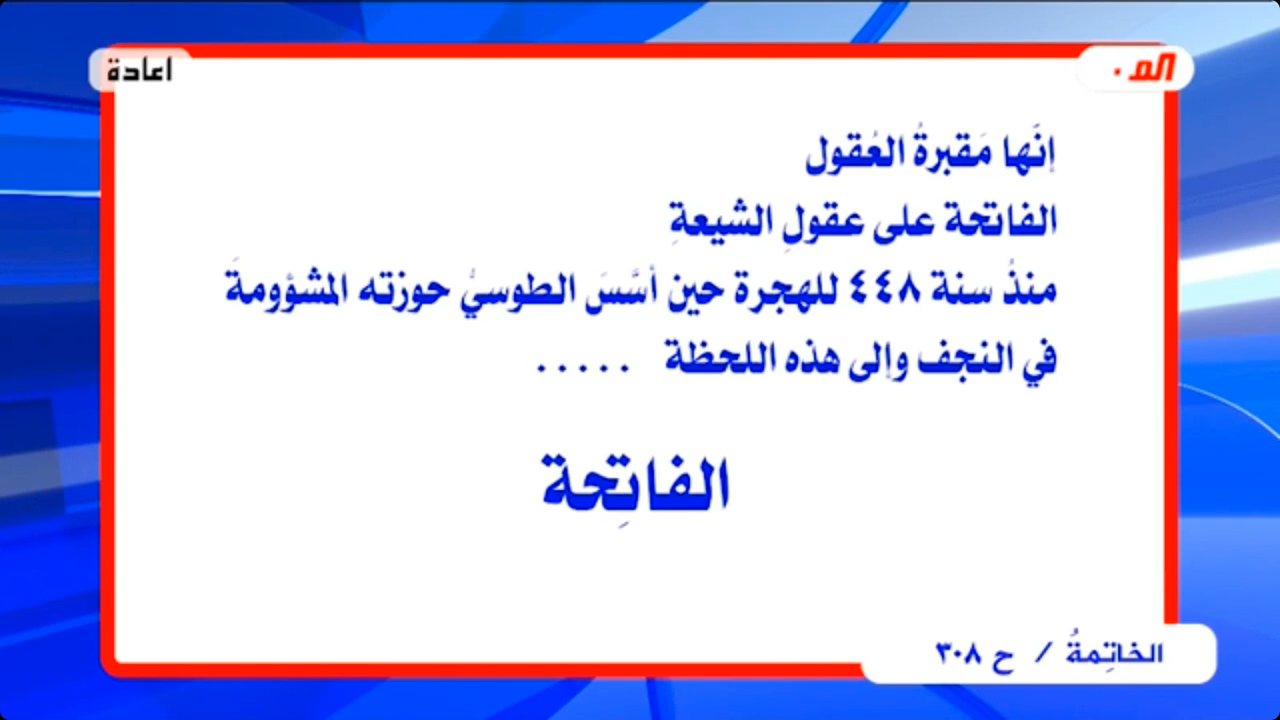 اعادة
إنَّها مَقبرةُ العُقول
الفاتحة على عقولِ الشيعةِ
منذُ سنة ٤٤٨ للهجرة حين أسَّسَ الطوسيُّ حوزته المشؤومةَ
في النجف وإلى هذه اللحظة .....
الفاتِحة
الخاتِمةُ / ح ٣٠٨